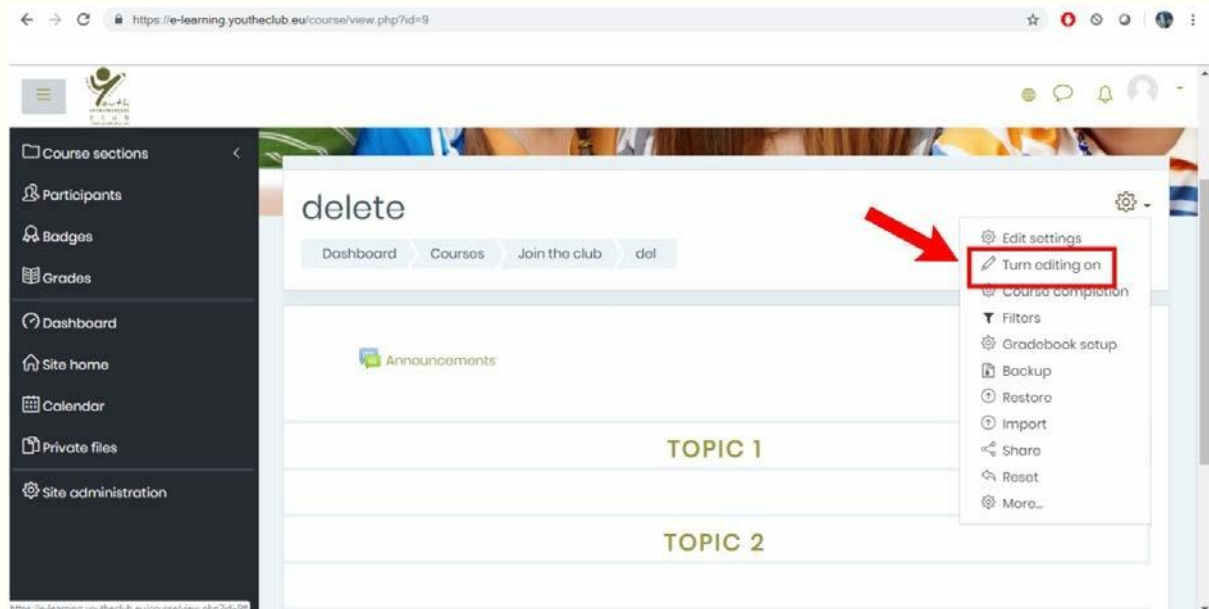 https://e-learning.youtheclub.eu/course/view.php?id=9
Youth
CLUB
Course sections
Participants
Badges
Grades
Dashboard
Site home
Calendar
Private files
Site administration
delete
Dashboard Courses Join the club del
Announcements
TOPIC 1
TOPIC 2
Edit settings
Turn editing on
Course completion
Filters
Gradebook setup
Backup
Restore
Import
Share
Reset
More...